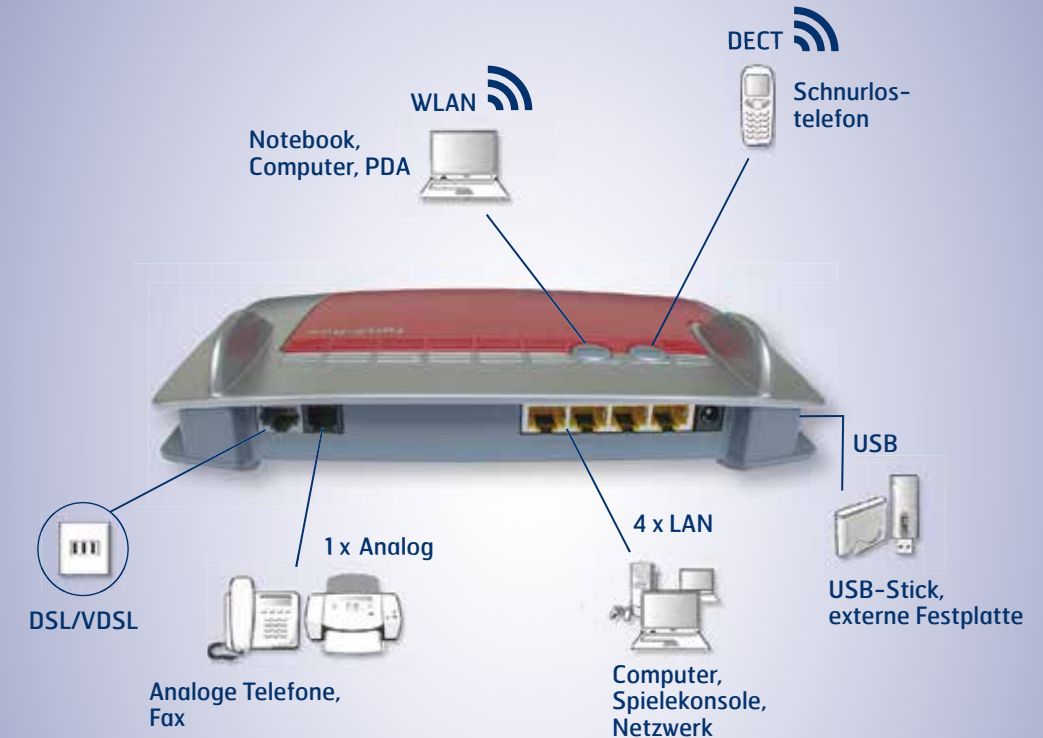 DECT
Schnurlos-
telefon
WLAN
Notebook,
Computer, PDA
USB
4 x LAN
1 x Analog
DSL/VDSL
USB-Stick,
externe Festplatte
Computer,
Spielekonsole,
Netzwerk
Analoge Telefone,
Fax